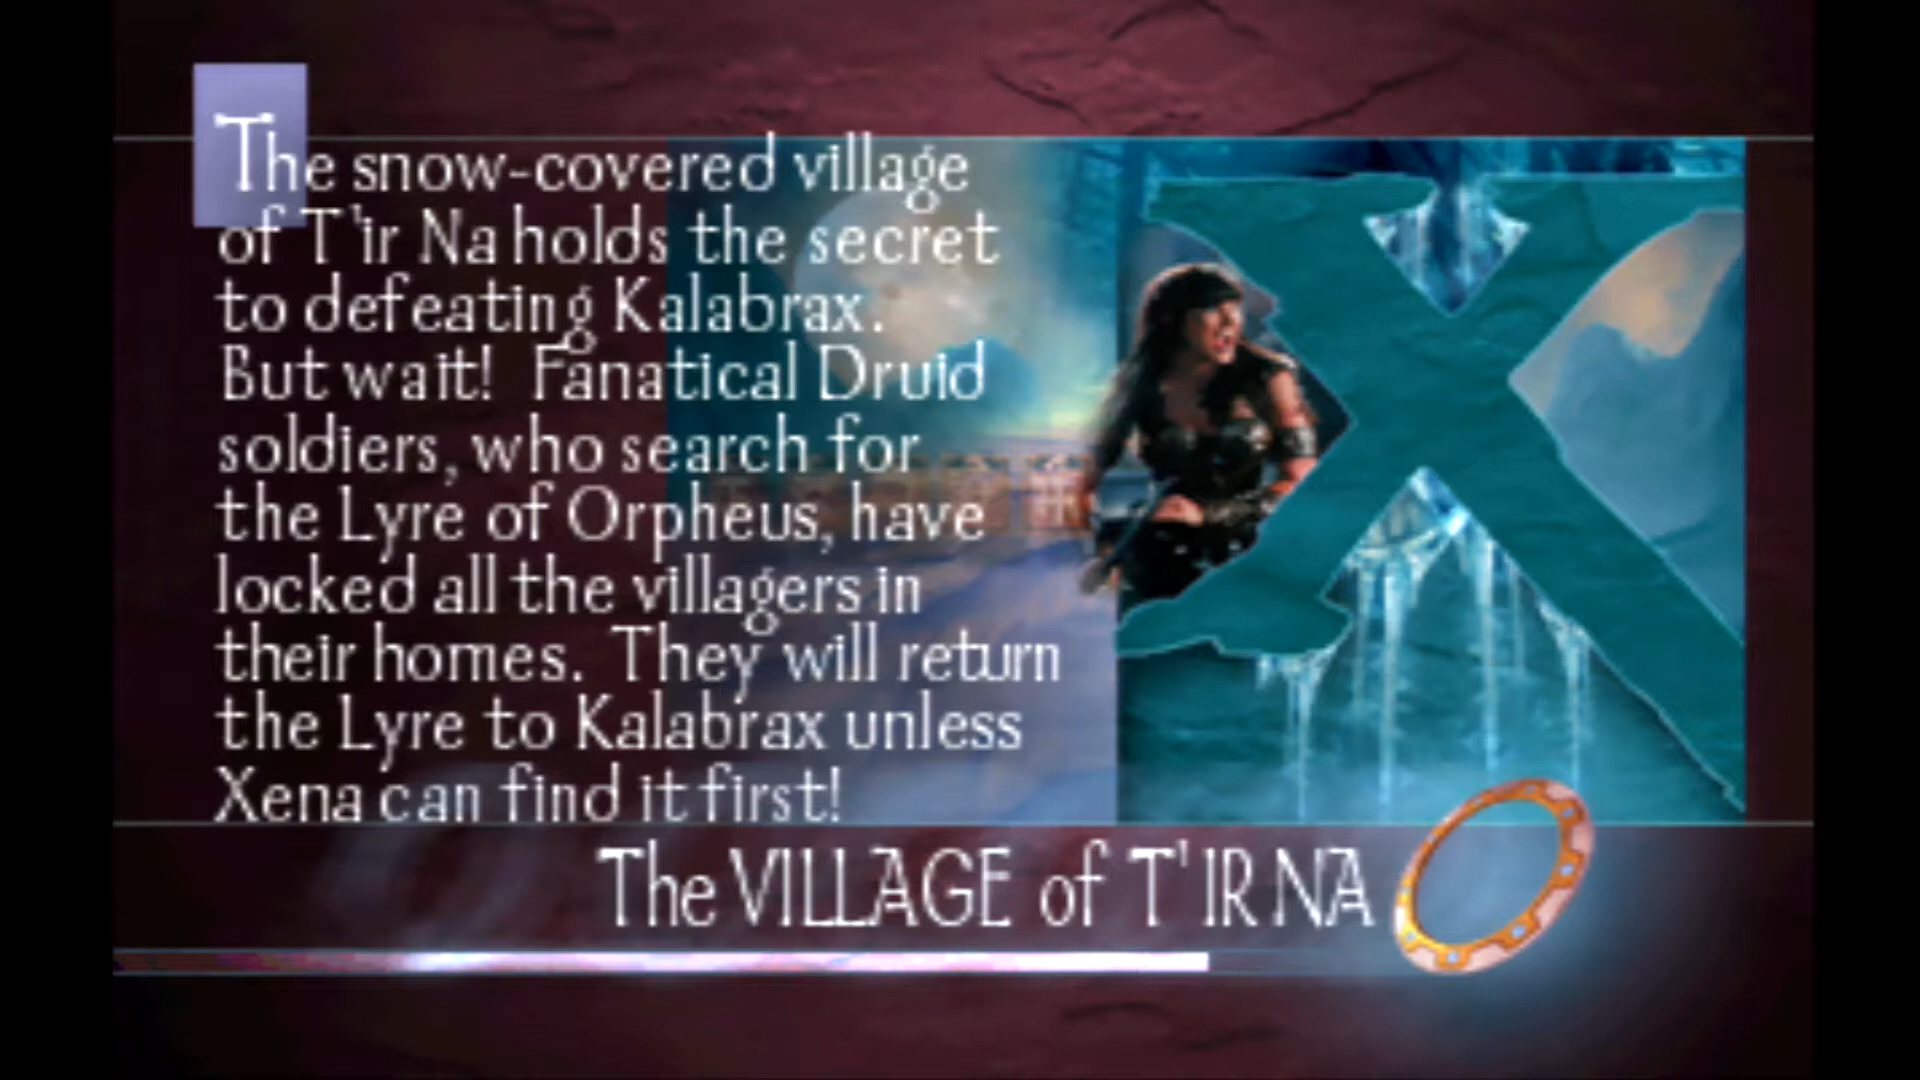 The snow-covered village
of T'ir Na holds the secret
to defeating Kalabrax.
But wait! Fanatical Druid
soldiers, who search for
the Lyre of Orpheus, have
locked all the villagers in
their homes. They will return
the Lyre to Kalabrax unless
Xena can find it first!
X
The VILLAGE of T'IR NA